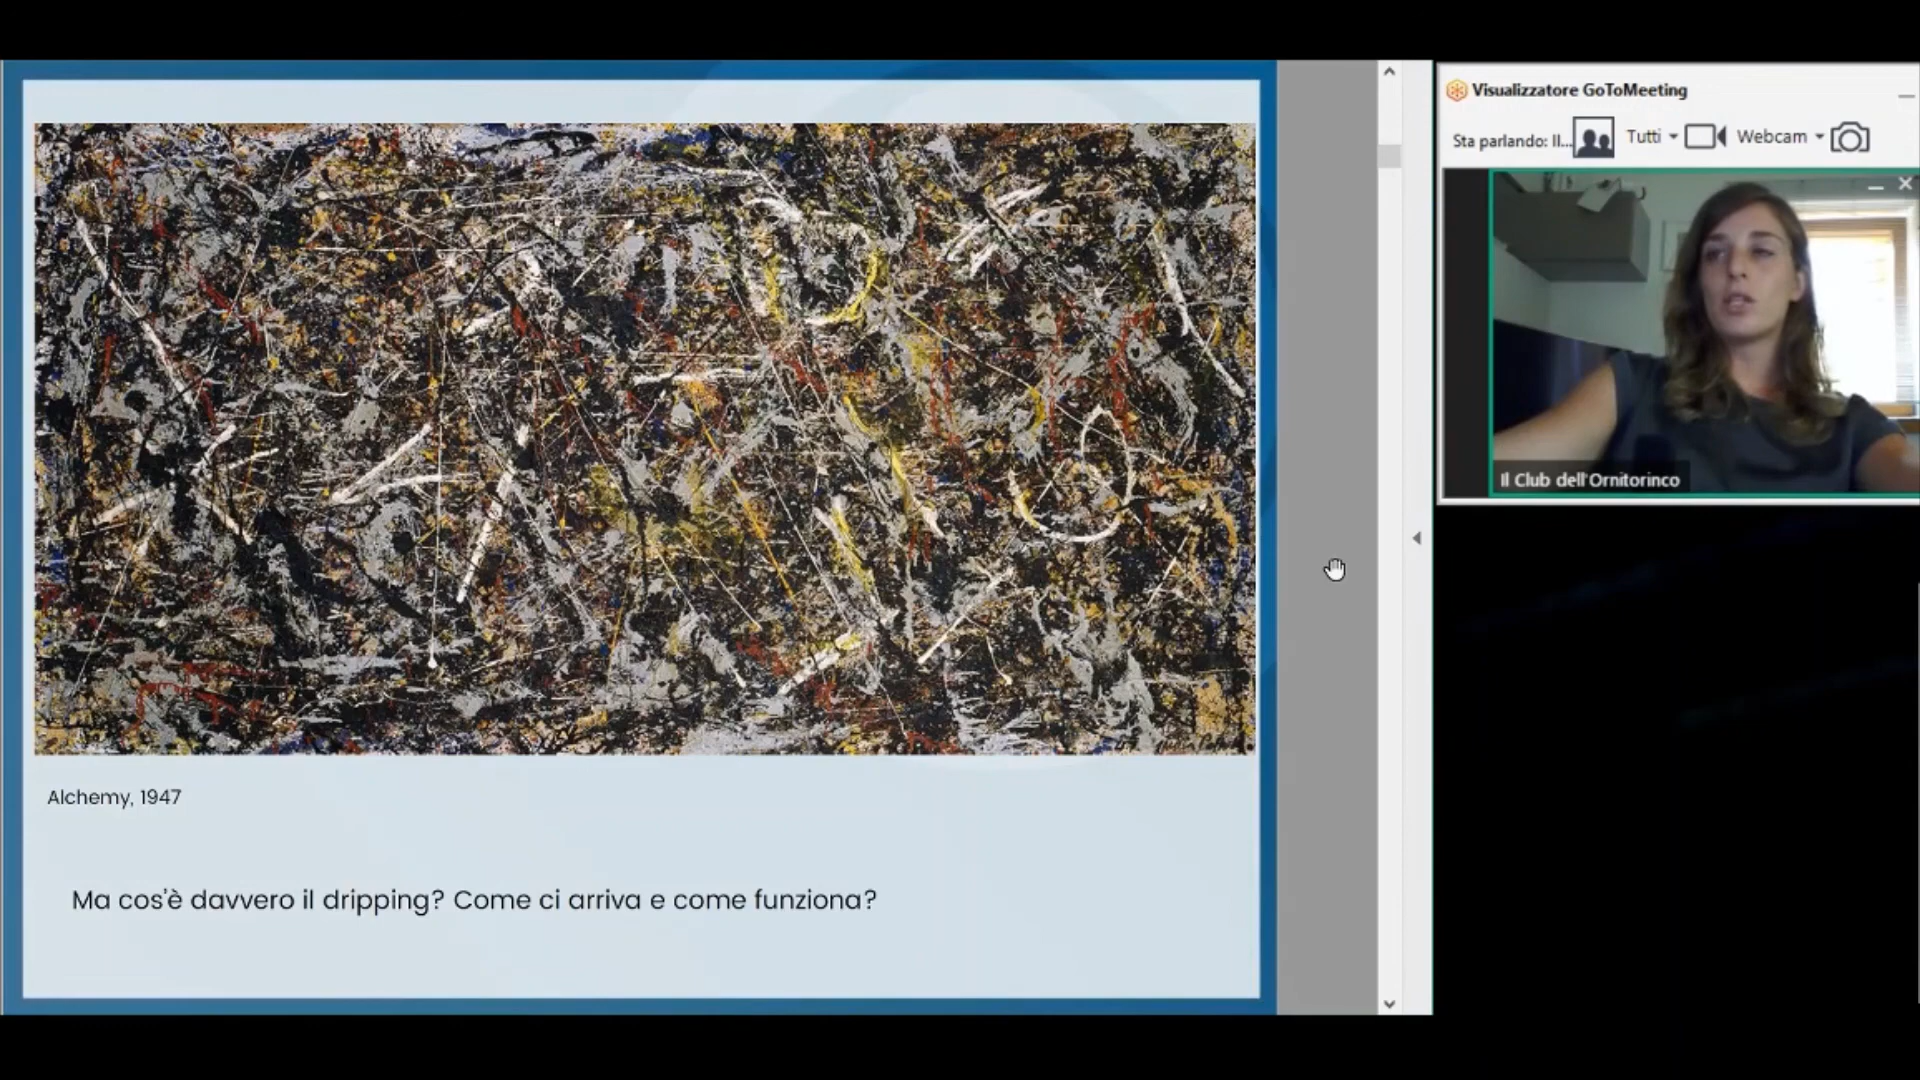 Visualizzatore GoToMeeting
Sta parlando: Il...
Tutti
Webcam
Il Club dell'Ornitorinco
Alchemy, 1947
Ma cos'è davvero il dripping? Come ci arriva e come funziona?